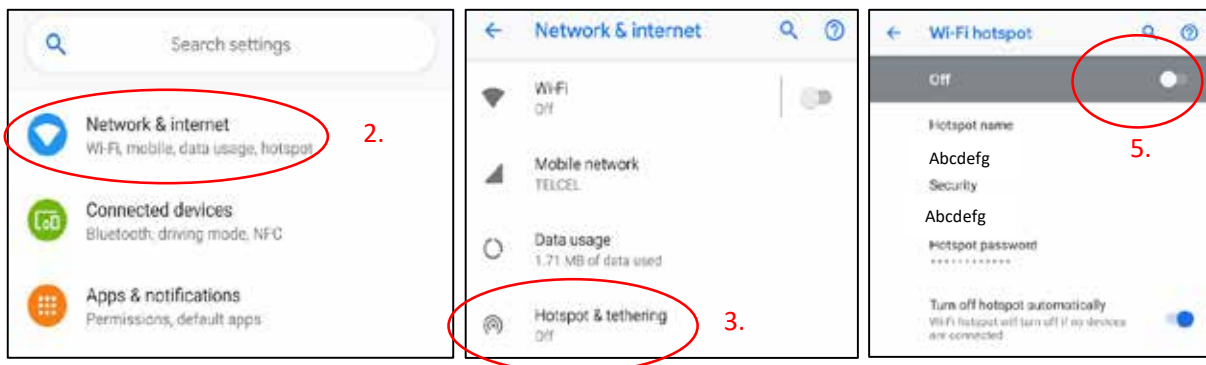 Search settings
Network & internet
Wi-Fi, mobile, data usage, hotspot
2.
Connected devices
Bluetooth, driving mode, NFC
Apps & notifications
Permissions, default apps
Network & internet
Wi-Fi
Off
Mobile network
TELCEL
Data usage
1.71 MB of data used
Hotspot & tethering
Off
3.
Wi-Fi hotspot
Off
5.
Hotspot name
Abcdefg
Security
Abcdefg
Hotspot password
************
Turn off hotspot automatically
Wi-Fi hotspot will turn off if no devices
are connected